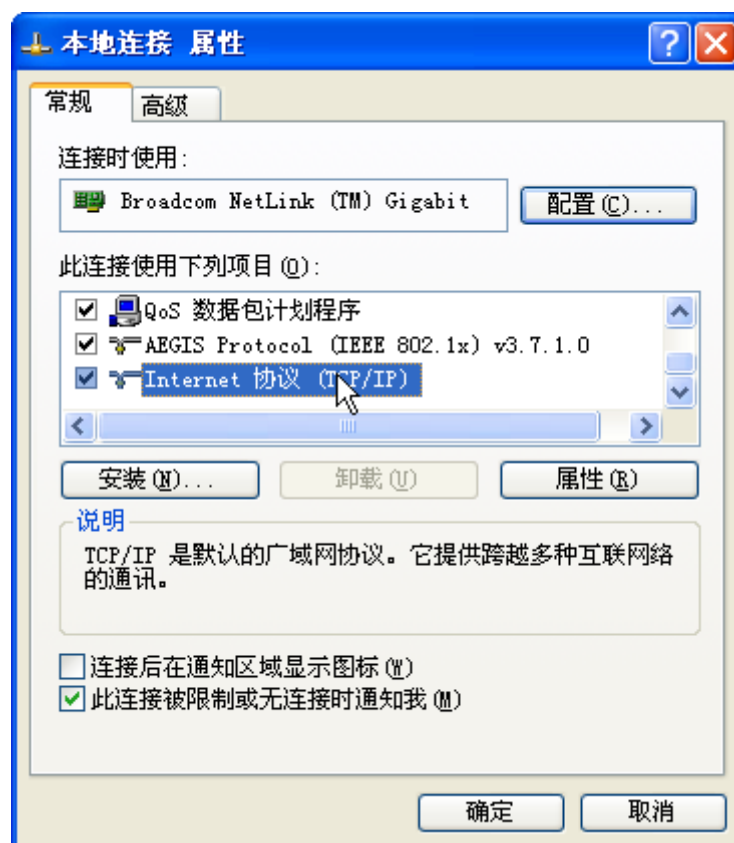 本地连接 属性
常规
高级
连接时使用:
Broadcom NetLink (TM) Gigabit
配置(C)...
此连接使用下列项目(O):
QoS 数据包计划程序
AEGIS Protocol (IEEE 802.1x) v3.7.1.0
Internet 协议 (TCP/IP)
安装(N)...
卸载(U)
属性(R)
说明
TCP/IP 是默认的广域网协议。它提供跨越多种互联网络
的通讯。
连接后在通知区域显示图标(W)
此连接被限制或无连接时通知我(M)
确定
取消